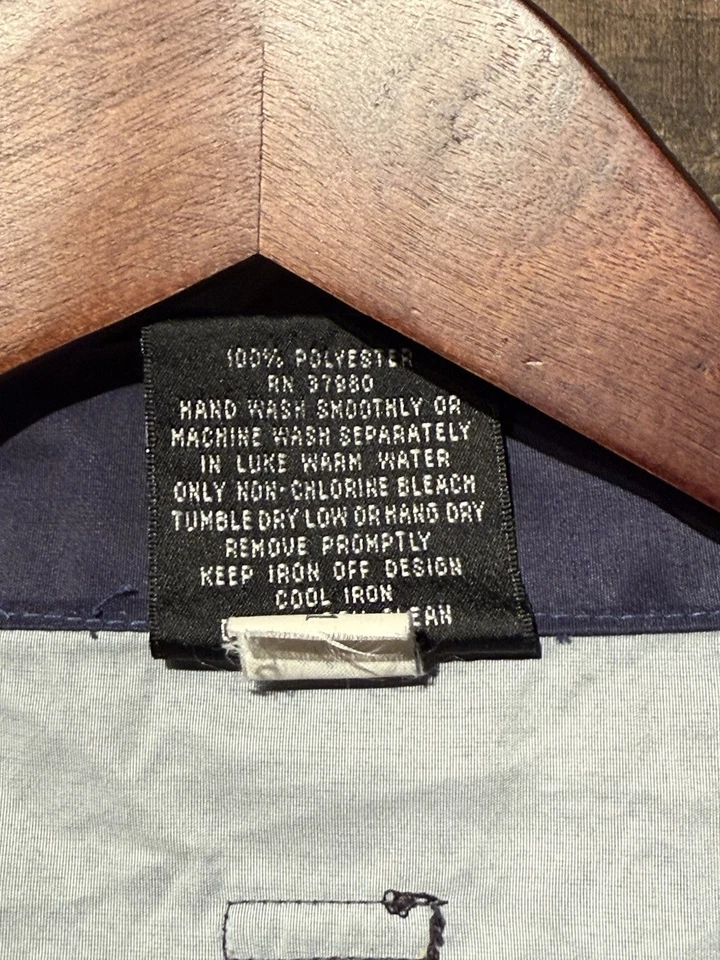 100% POLYESTER
RN 37980
HAND WASH SMOOTHLY OR
MACHINE WASH SEPARATELY
IN LUKE WARM WATER
ONLY NON-CHLORINE BLEACH
TUMBLE DRY LOW OR HANG DRY
REMOVE PROMPTLY
KEEP IRON OFF DESIGN
COOL IRON